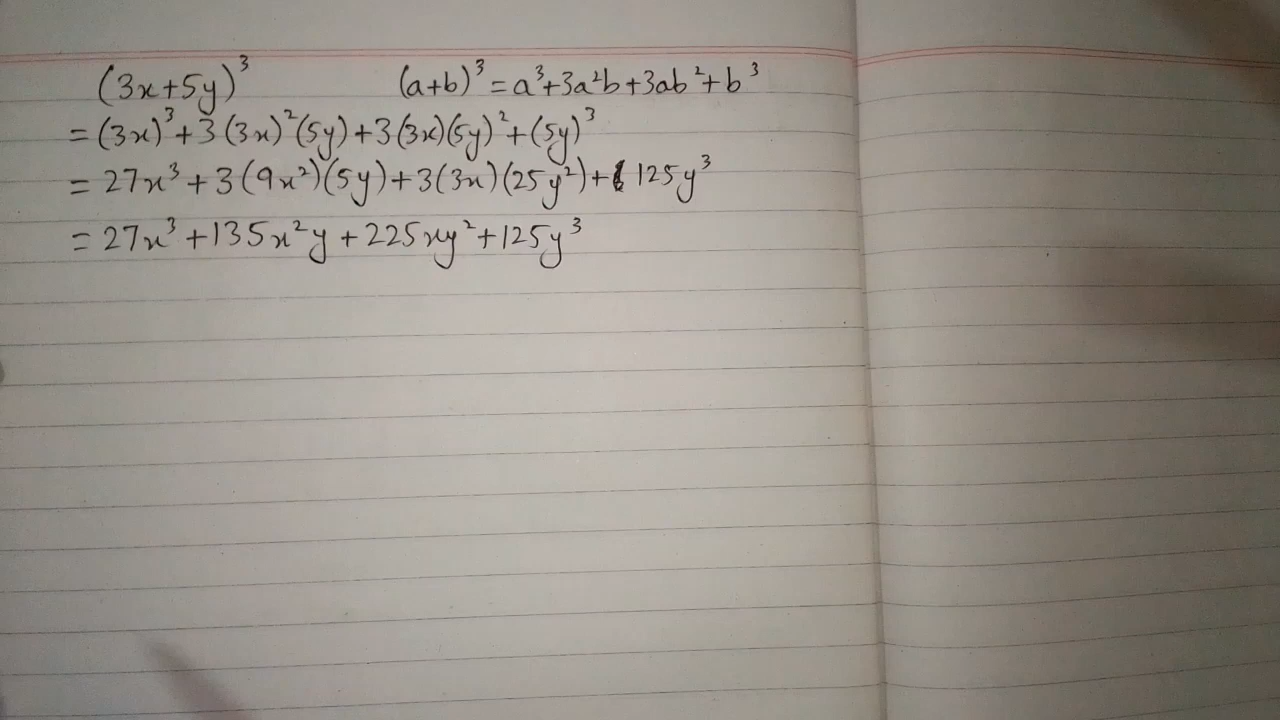 (3x+5y)³ (a+b)³ = a³+3a²b+3ab²+b³
= (3x)³+3(3x)²(5y)+3(3x)(5y)²+(5y)³
= 27x³+3(9x²)(5y)+3(3x)(25y²)+125y³
= 27x³+135x²y+225xy²+125y³